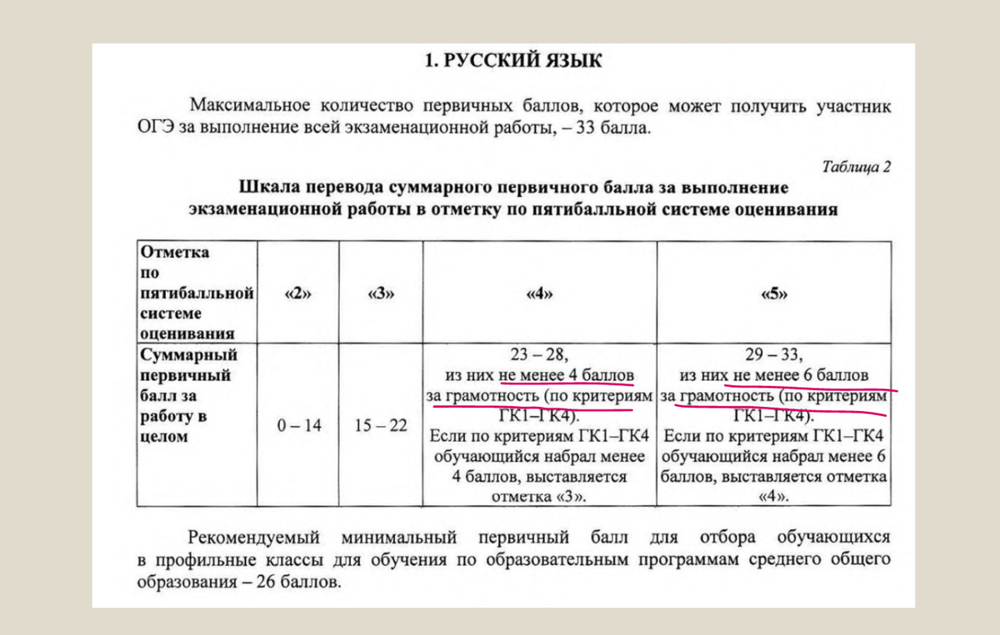 1. РУССКИЙ ЯЗЫК
Максимальное количество первичных баллов, которое может получить участник
ОГЭ за выполнение всей экзаменационной работы, – 33 балла.
Таблица 2
Шкала перевода суммарного первичного балла за выполнение
экзаменационной работы в отметку по пятибалльной системе оценивания
Отметка
по
пятибалльной
системе
оценивания
«2»
«3»
«4»
«5»
Суммарный
первичный
балл за
работу в
целом
0 – 14
15 – 22
23 – 28,
из них не менее 4 баллов
за грамотность (по критериям
ГК1–ГК4).
Если по критериям ГК1–ГК4
обучающийся набрал менее
4 баллов, выставляется
отметка «3».
29 – 33,
из них не менее 6 баллов
за грамотность (по критериям
ГК1–ГК4).
Если по критериям ГК1–ГК4
обучающийся набрал менее 6
баллов, выставляется отметка
«4».
Рекомендуемый минимальный первичный балл для отбора обучающихся
в профильные классы для обучения по образовательным программам среднего общего
образования – 26 баллов.